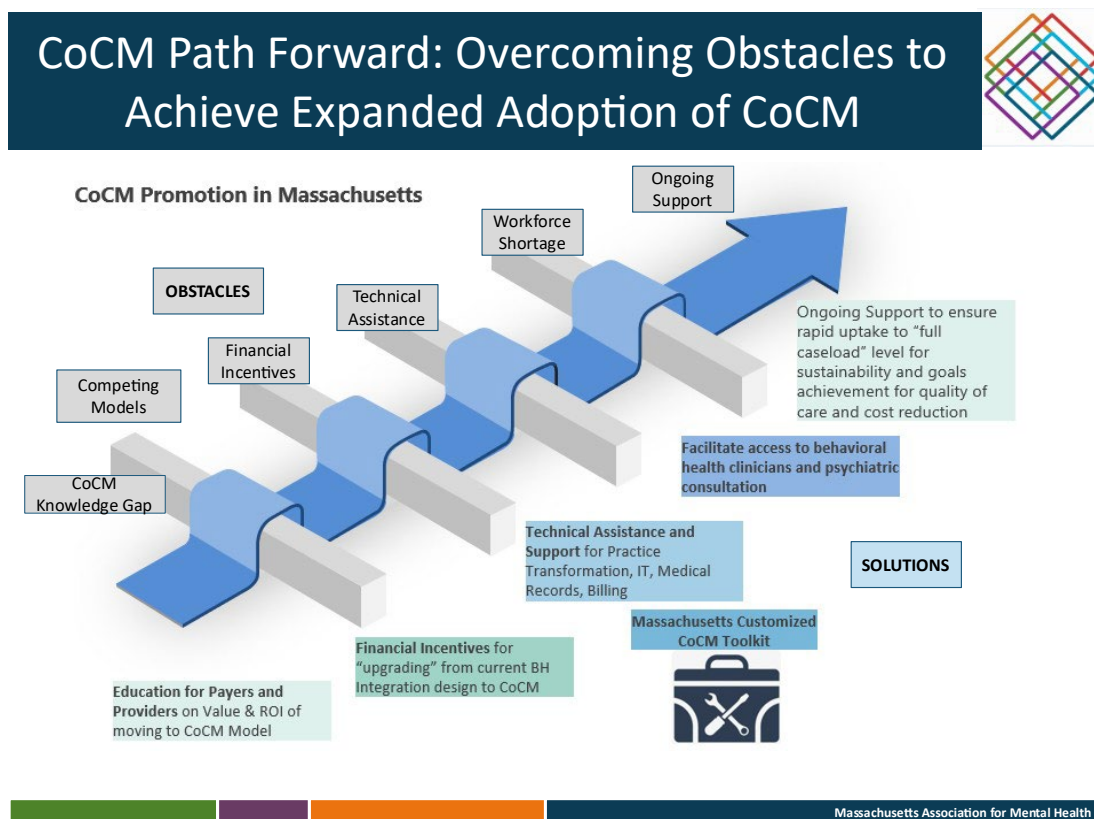 CoCM Path Forward: Overcoming Obstacles to
Achieve Expanded Adoption of CoCM
CoCM Promotion in Massachusetts
OBSTACLES
CoCM
Knowledge Gap
Competing
Models
Financial
Incentives
Technical
Assistance
Workforce
Shortage
Ongoing
Support
Education for Payers and
Providers on Value & ROI of
moving to CoCM Model
Financial Incentives for
“upgrading” from current BH
Integration design to CoCM
Technical Assistance and
Support for Practice
Transformation, IT, Medical
Records, Billing
Facilitate access to behavioral
health clinicians and psychiatric
consultation
Ongoing Support to ensure
rapid uptake to “full
caseload” level for
sustainability and goals
achievement for quality of
care and cost reduction
SOLUTIONS
Massachusetts Customized
CoCM Toolkit
Massachusetts Association for Mental Health